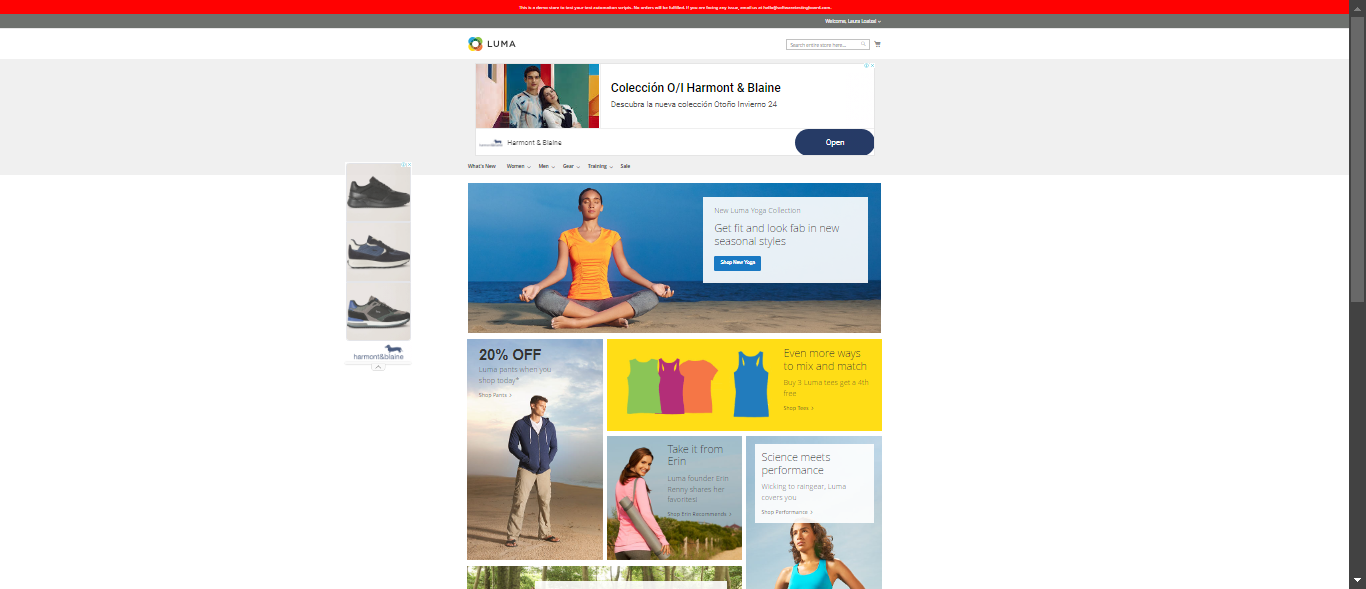 This is a demo store to test your test automation scripts. No orders will be fulfilled. If you are facing any issue, email us at hello@softwaretestingboard.com.
LUMA
Search entire store here...
Colección O/I Harmont & Blaine
Descubra la nueva colección Otoño Invierno 24
Harmont & Blaine
Open
What's New
Women
Men
Gear
Training
Sale
harmont&blaine
New Luma Yoga Collection
Get fit and look fab in new
seasonal styles
Shop New Yoga
20% OFF
Luma pants when you
shop today*
Shop Pants
Even more ways
to mix and match
Buy 3 Luma tees get a 4th
free
Shop Tees
Take it from
Erin
Luma founder Erin
Renny shares her
favorites!
Shop Erin Recommends
Science meets
performance
Wicking to raingear, Luma
covers you
Shop Performance